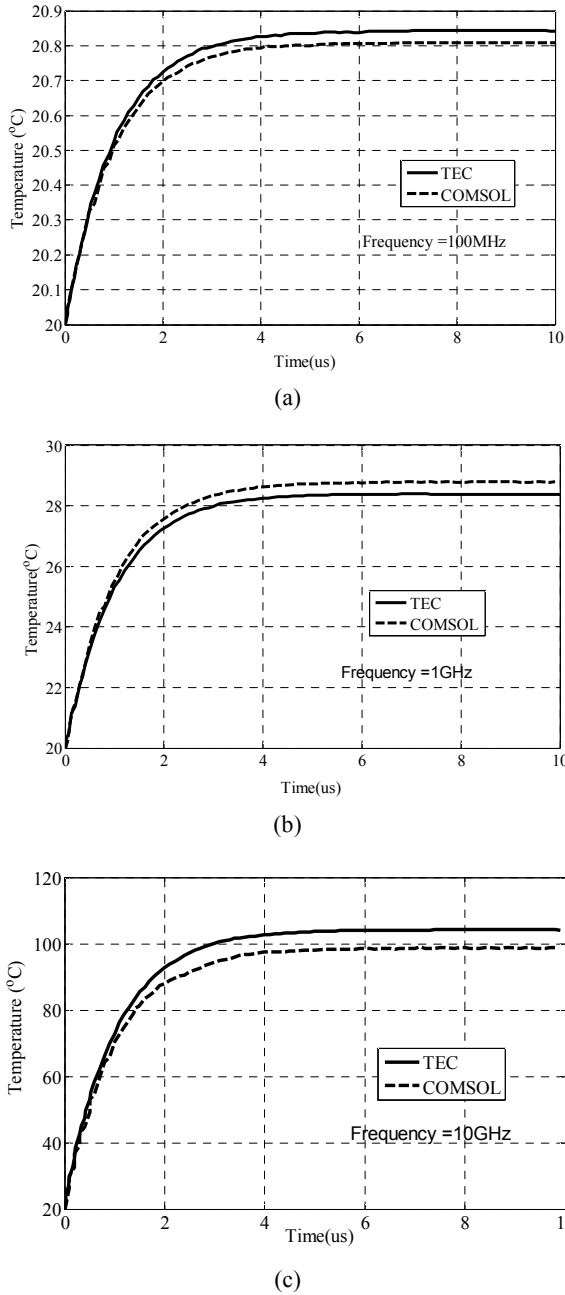 20.9
20.8
20.7
20.6
20.5
20.4
20.3
20.2
20.1
20
Temperature (°C)
TEC
COMSOL
Frequency =100MHz
0 2 4 6 8 10
Time(us)
(a)
30
28
26
24
22
20
Temperature(°C)
TEC
COMSOL
Frequency =1GHz
0 2 4 6 8 10
Time(us)
(b)
120
100
80
60
40
20
Temperature (°C)
TEC
COMSOL
Frequency =10GHz
0 2 4 6 8 1
Time(us)
(c)